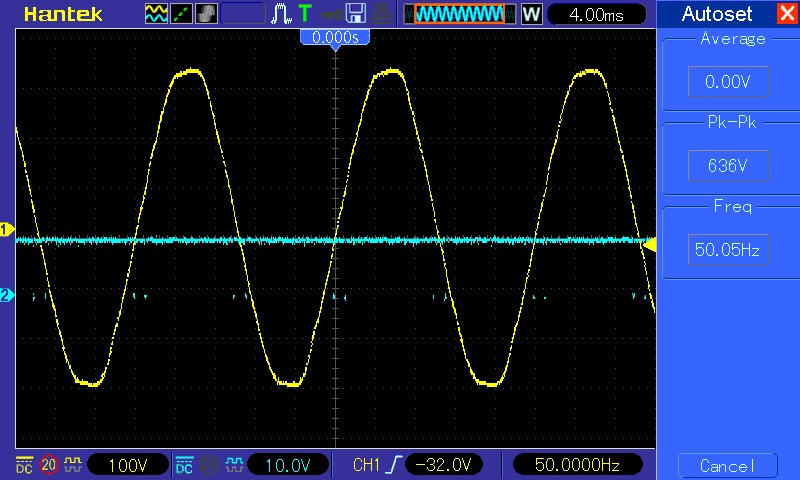 Hantek T W 4.00ms Autoset
0.000s
Average
0.00V
Pk-Pk
636V
Freq
50.05Hz
1
2
DC 20 100V DC 10.0V CH1 -32.0V 50.0000Hz
Cancel